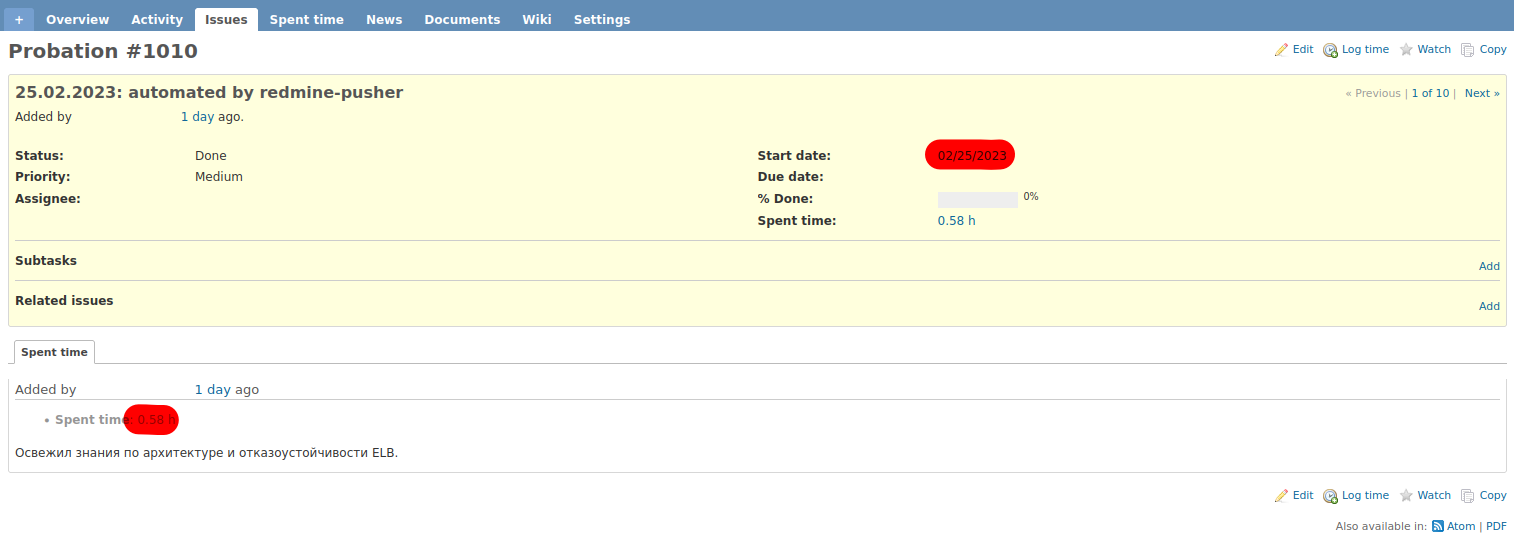 + Overview Activity Issues Spent time News Documents Wiki Settings
Probation #1010
Edit Log time Watch Copy
25.02.2023: automated by redmine-pusher
« Previous | 1 of 10 | Next »
Added by 1 day ago.
Status: Done Start date: 02/25/2023
Priority: Medium Due date:
Assignee: % Done: 0%
Spent time: 0.58 h
Subtasks
Add
Related issues
Add
Spent time
Added by 1 day ago
• Spent time: 0.58 h
Освежил знания по архитектуре и отказоустойчивости ELB.
Edit Log time Watch Copy
Also available in: Atom | PDF